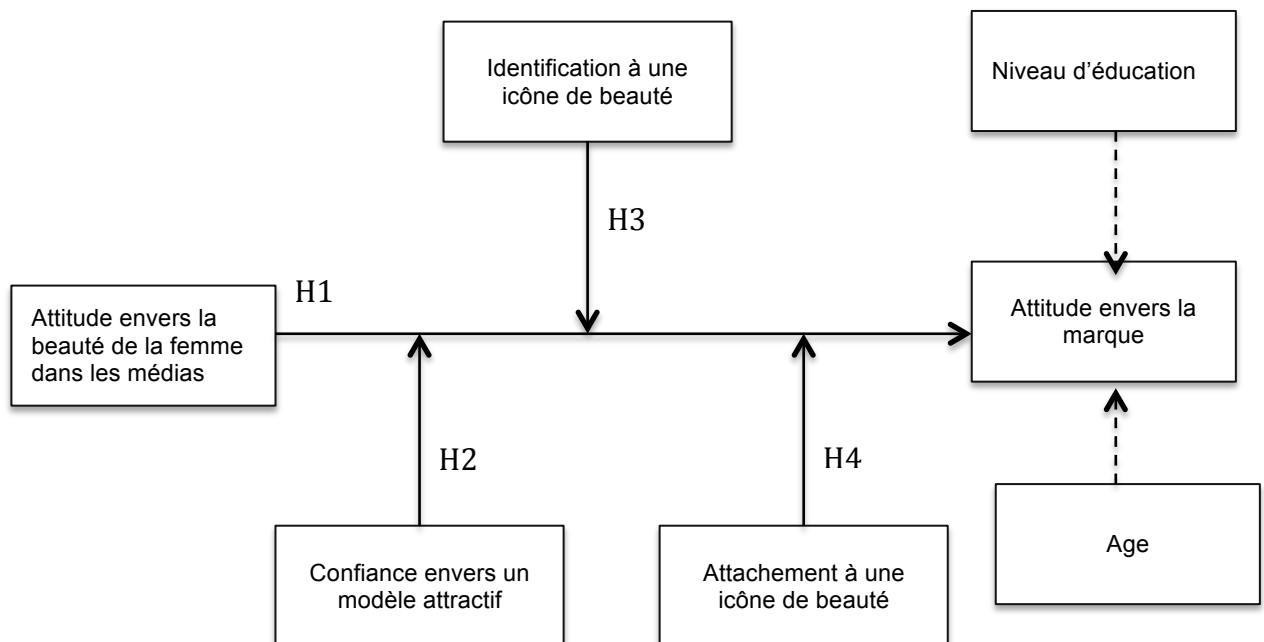 Identification à une
icône de beauté
Niveau d’éducation
H3
H1
Attitude envers la
beauté de la femme
dans les médias
Attitude envers la
marque
H2
H4
Confiance envers un
modèle attractif
Attachement à une
icône de beauté
Age